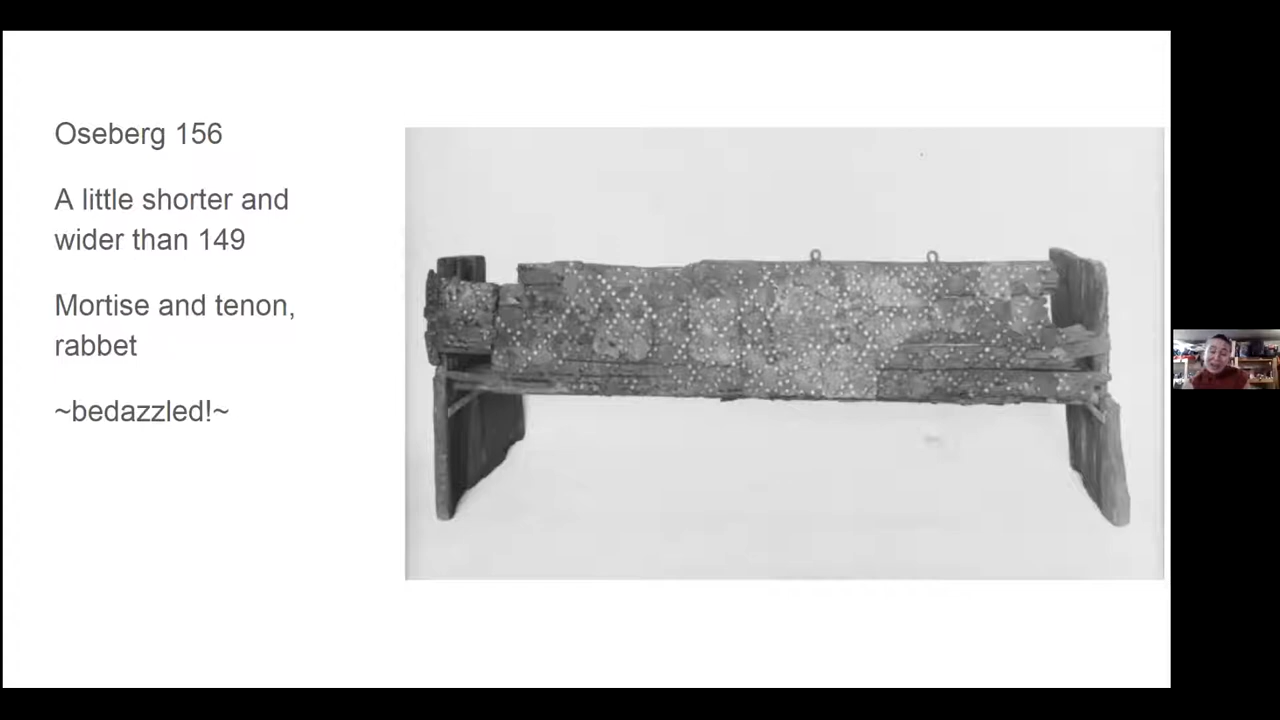 Oseberg 156
A little shorter and
wider than 149
Mortise and tenon,
rabbet
~bedazzled!~